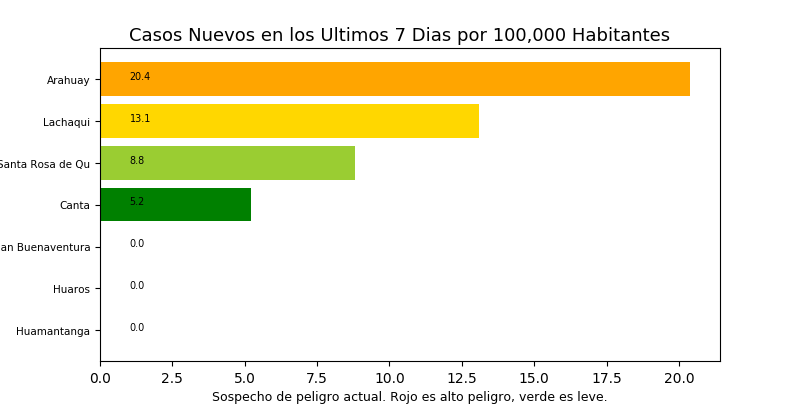 Casos Nuevos en los Ultimos 7 Dias por 100,000 Habitantes
Arahuay 20.4
Lachaqui 13.1
Santa Rosa de Qu 8.8
Canta 5.2
an Buenaventura 0.0
Huaros 0.0
Huamantanga 0.0
0.0 2.5 5.0 7.5 10.0 12.5 15.0 17.5 20.0
Sospecho de peligro actual. Rojo es alto peligro, verde es leve.